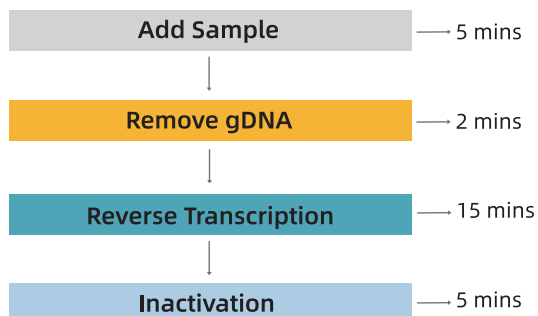 Add Sample
5 mins
Remove gDNA
2 mins
Reverse Transcription
15 mins
Inactivation
5 mins